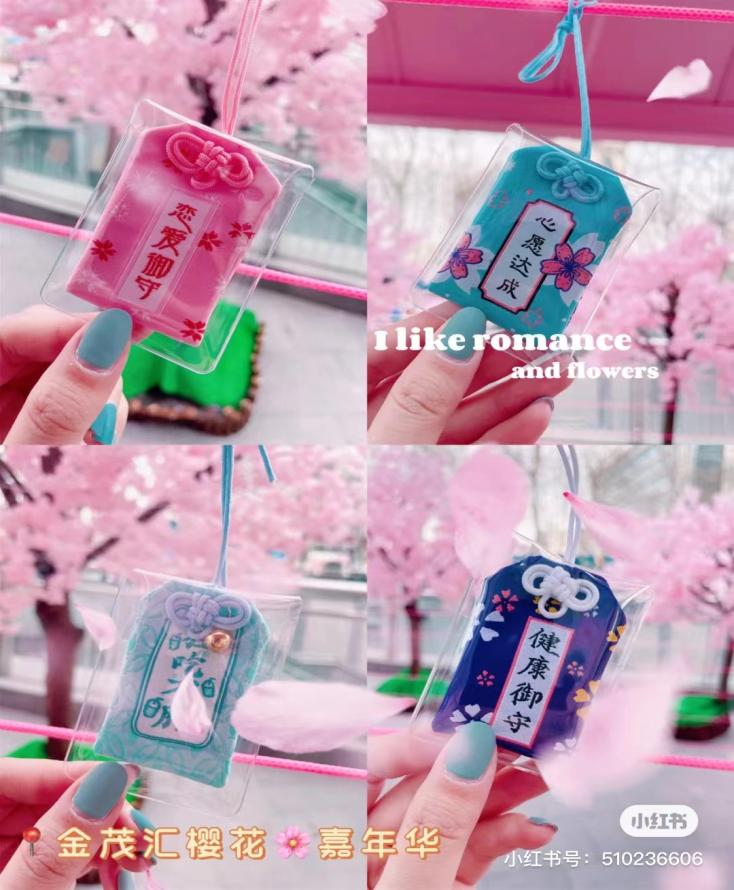 恋爱御守
心愿达成
I like romance
and flowers
健康御守
金茂汇樱花🌸嘉年华
小红书
小红书号：510236606